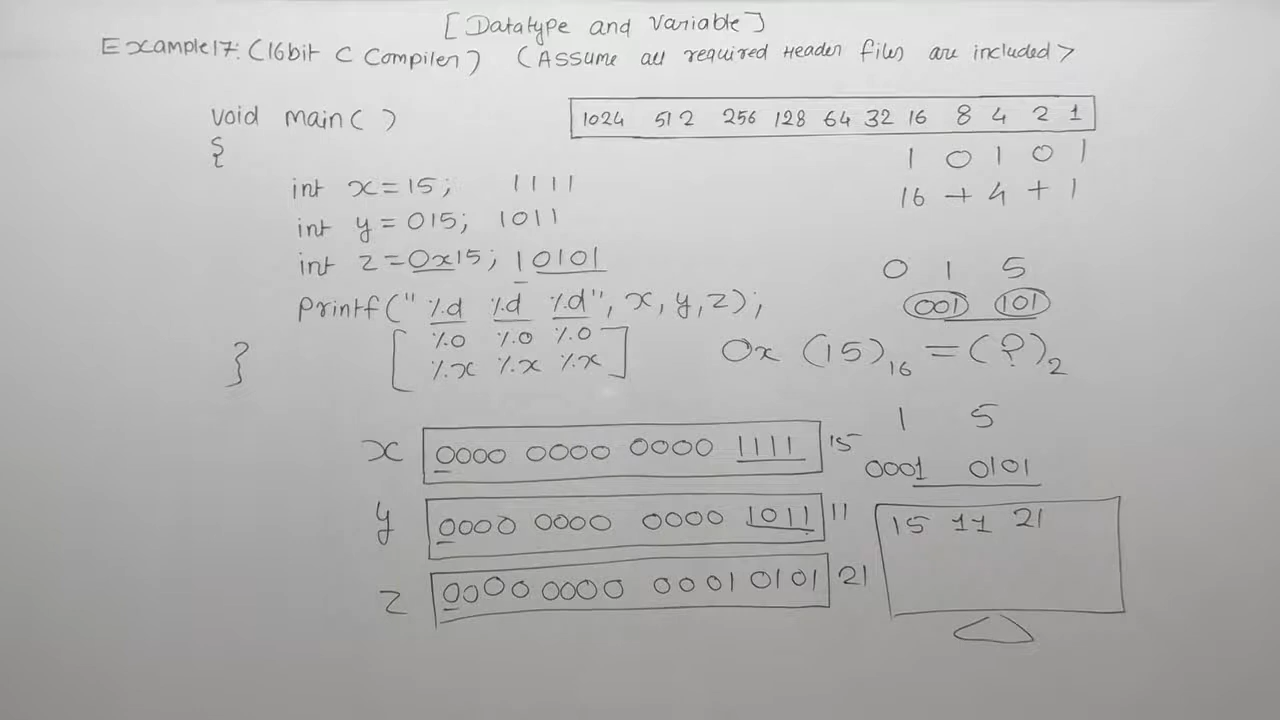 [Datatype and Variable]
Example17: (16bit C Compiler) (Assume all required Header files are included)
void main()
1024 512 256 128 64 32 16 8 4 2 1
{
1 0 1 0 1
int x=15; 1111
16 + 4 + 1
int y=015; 1011
int z=0x15; 10101
0 1 5
001 101
printf("%d %d %d", x,y,z);
%o %o %o
%x %x %x
0x (15)16 = (?)2
}
1 5
x 0000 0000 0000 1111 15
0001 0101
y 0000 0000 0000 1011 11
15 11 21
z 0000 0000 0001 0101 21